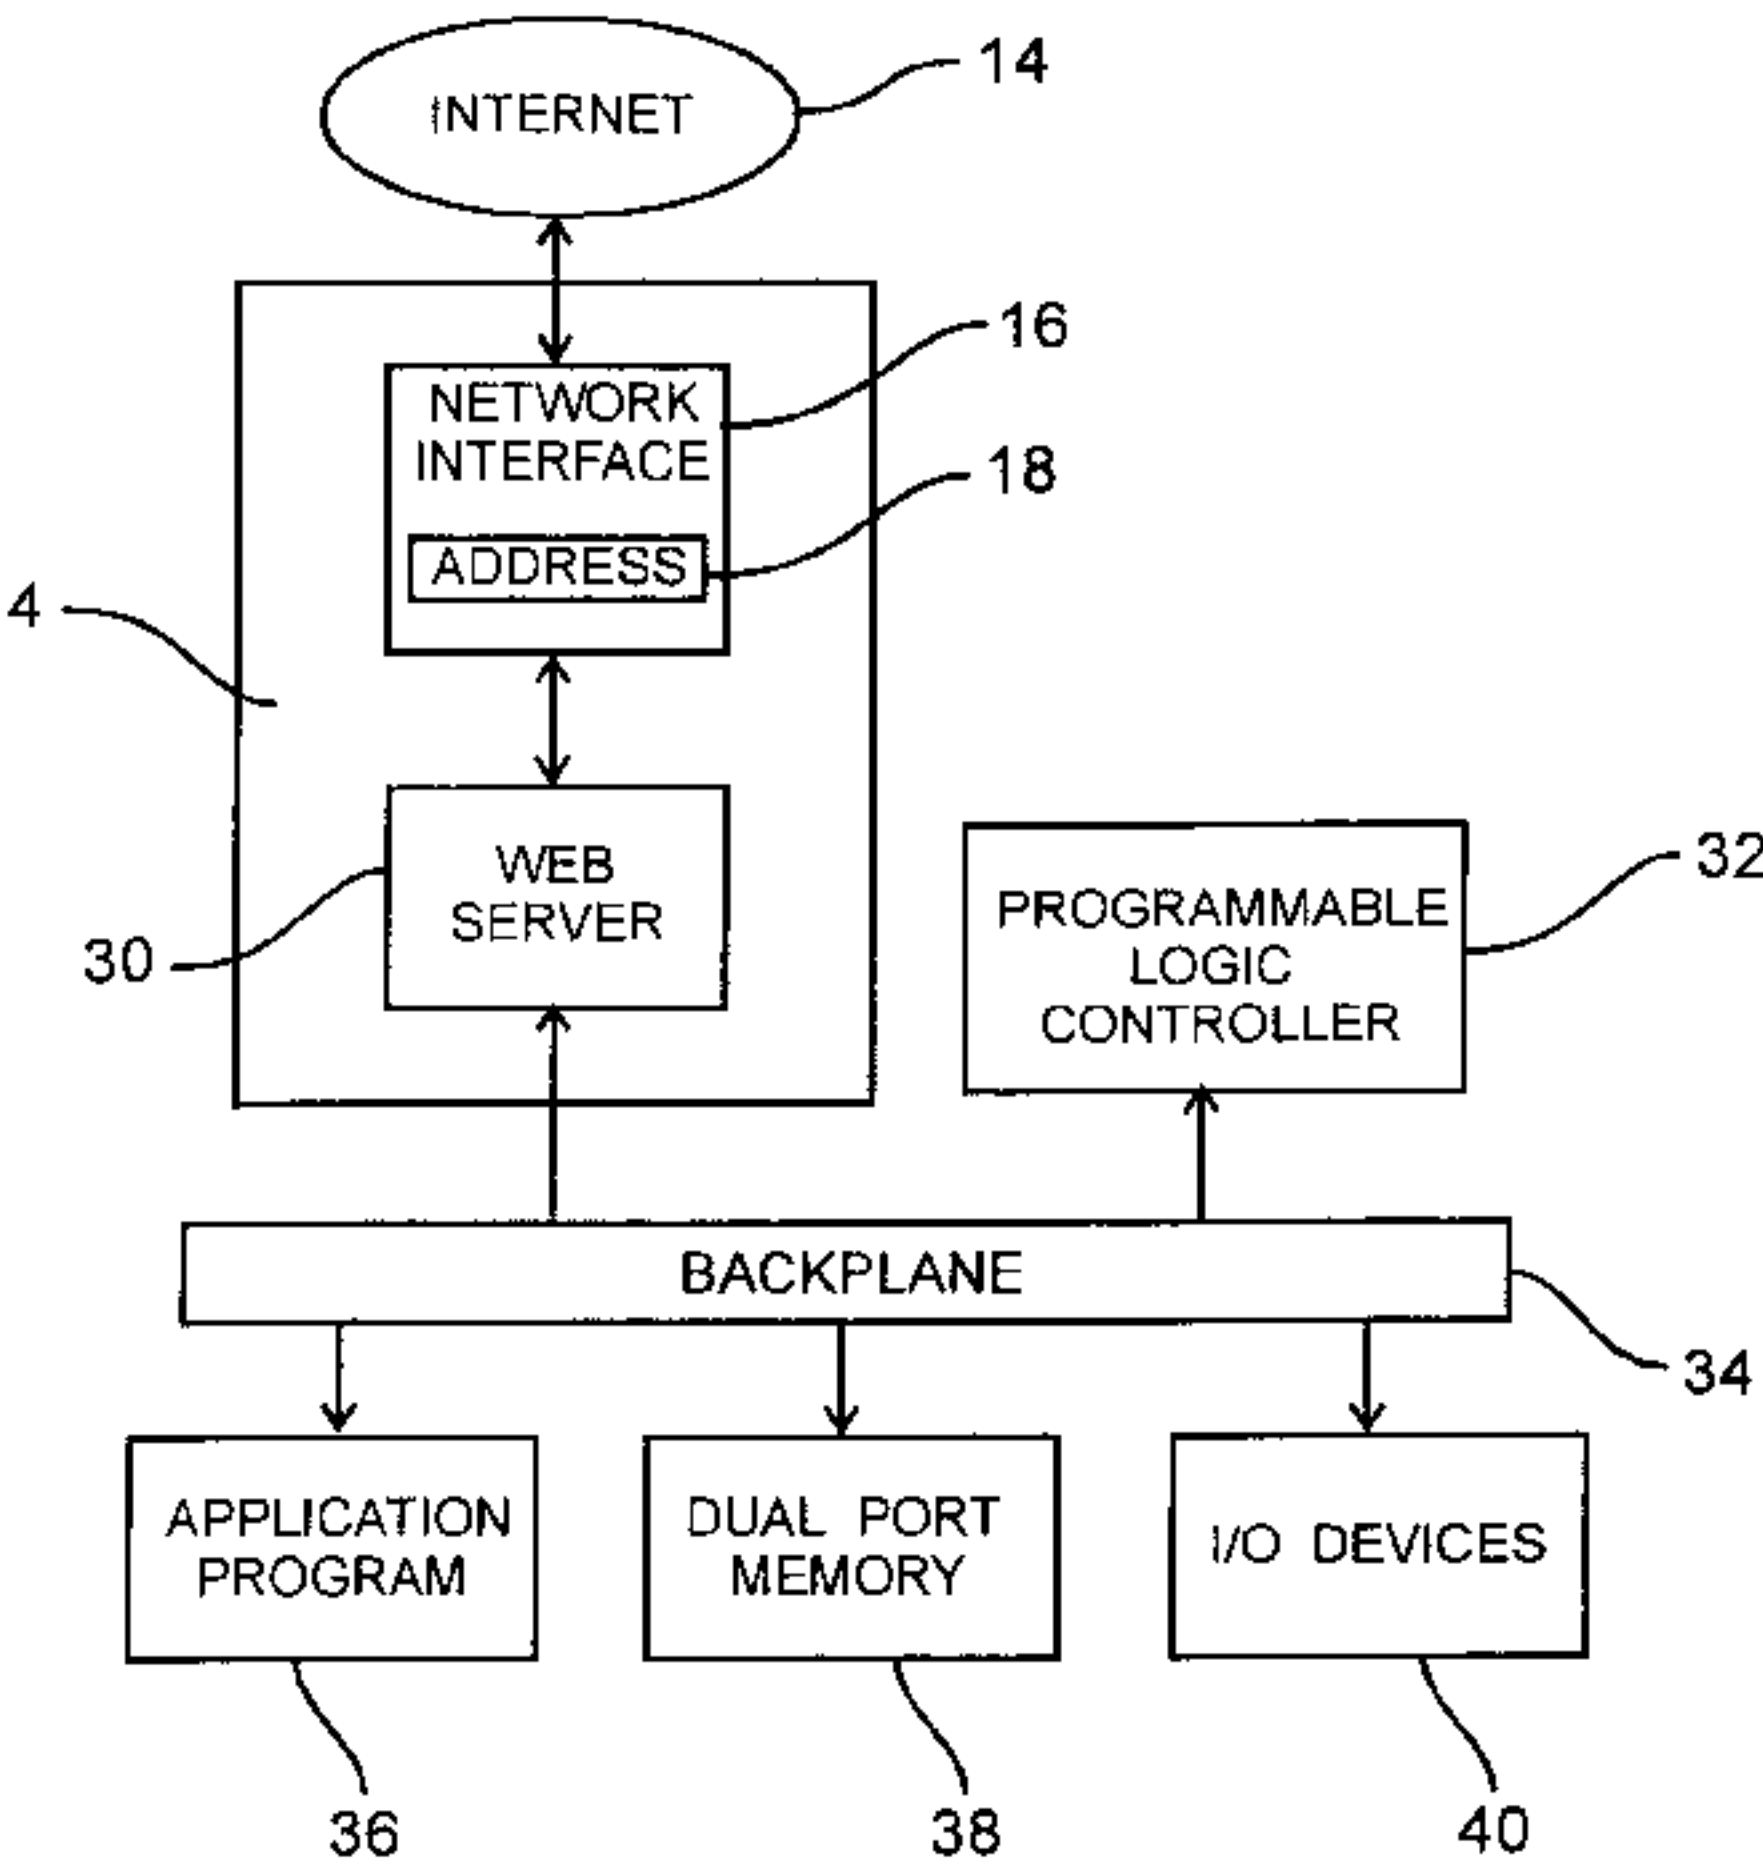 INTERNET
14
NETWORK
INTERFACE
16
ADDRESS
18
4
WEB
SERVER
30
PROGRAMMABLE
LOGIC
CONTROLLER
32
BACKPLANE
34
APPLICATION
PROGRAM
DUAL PORT
MEMORY
I/O DEVICES
36
38
40